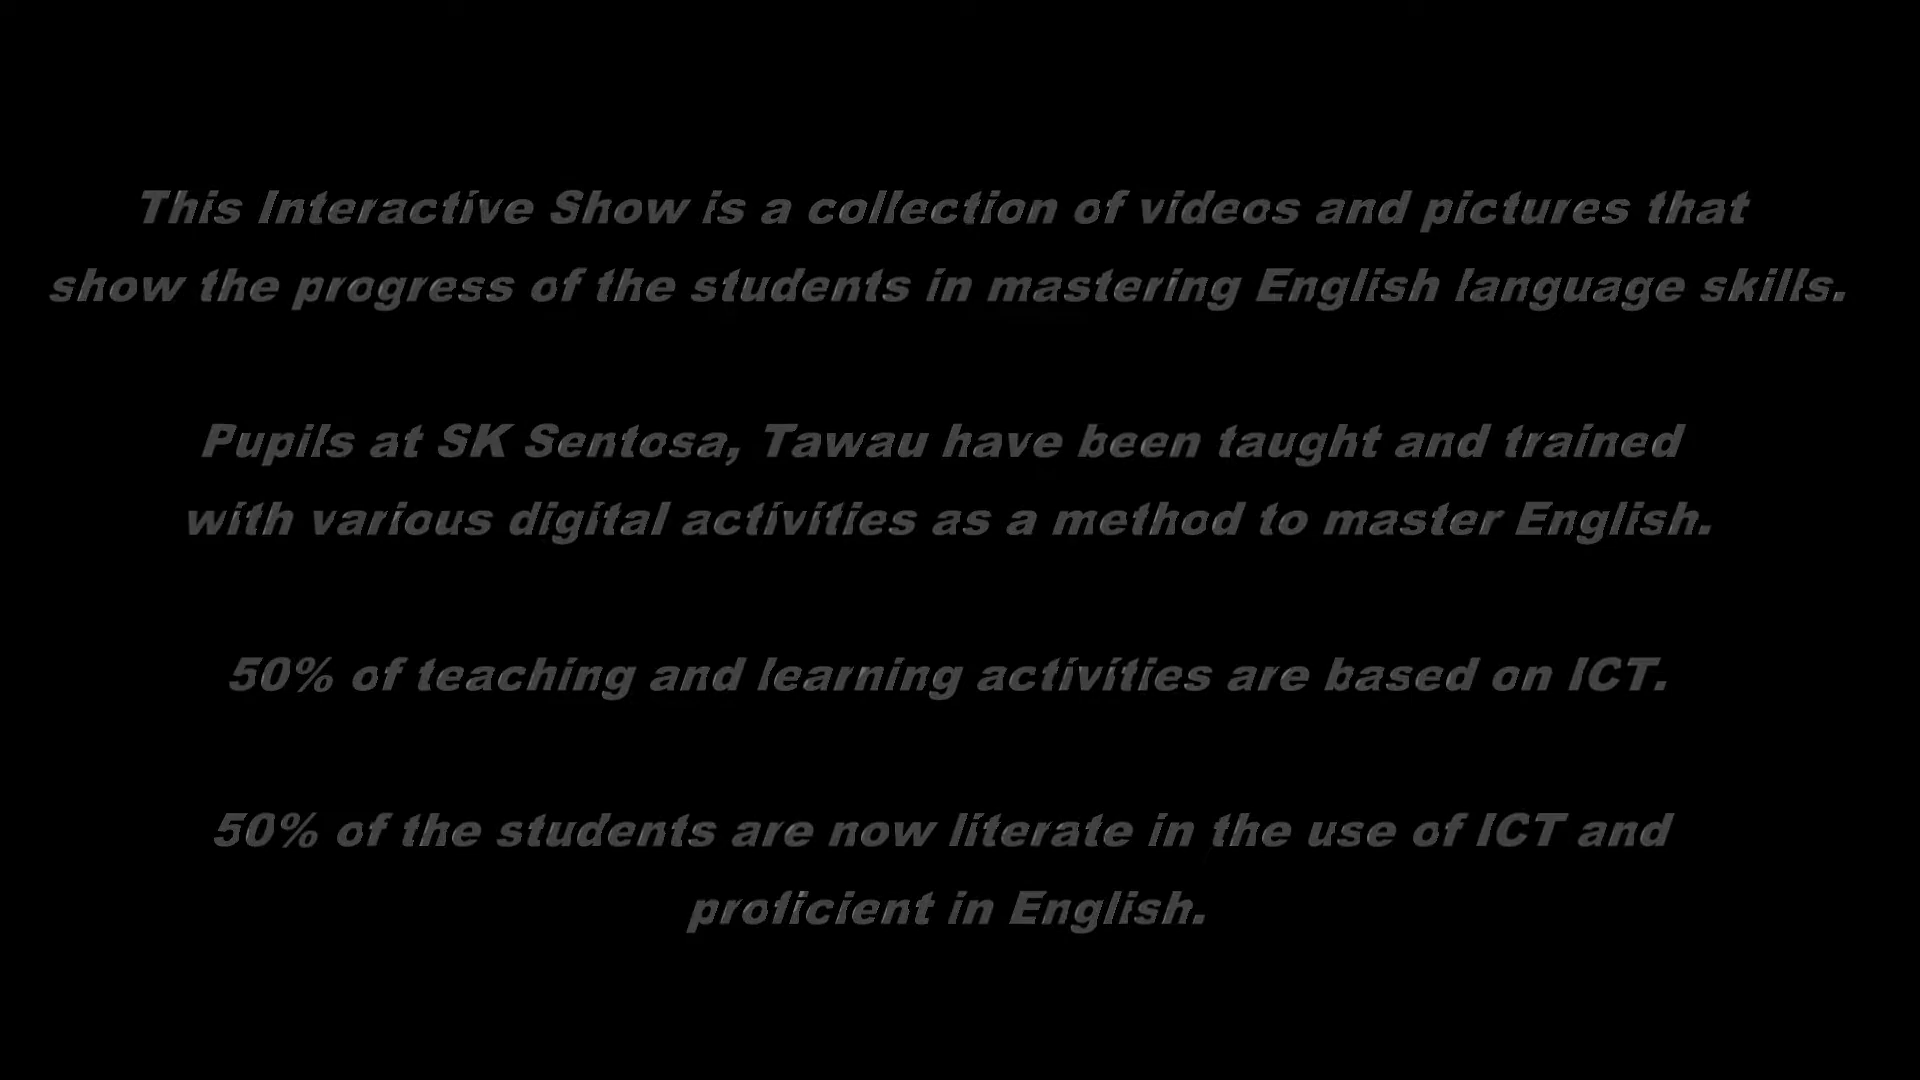 This Interactive Show is a collection of videos and pictures that
show the progress of the students in mastering English language skills.
Pupils at SK Sentosa, Tawau have been taught and trained
with various digital activities as a method to master English.
50% of teaching and learning activities are based on ICT.
50% of the students are now literate in the use of ICT and
proficient in English.